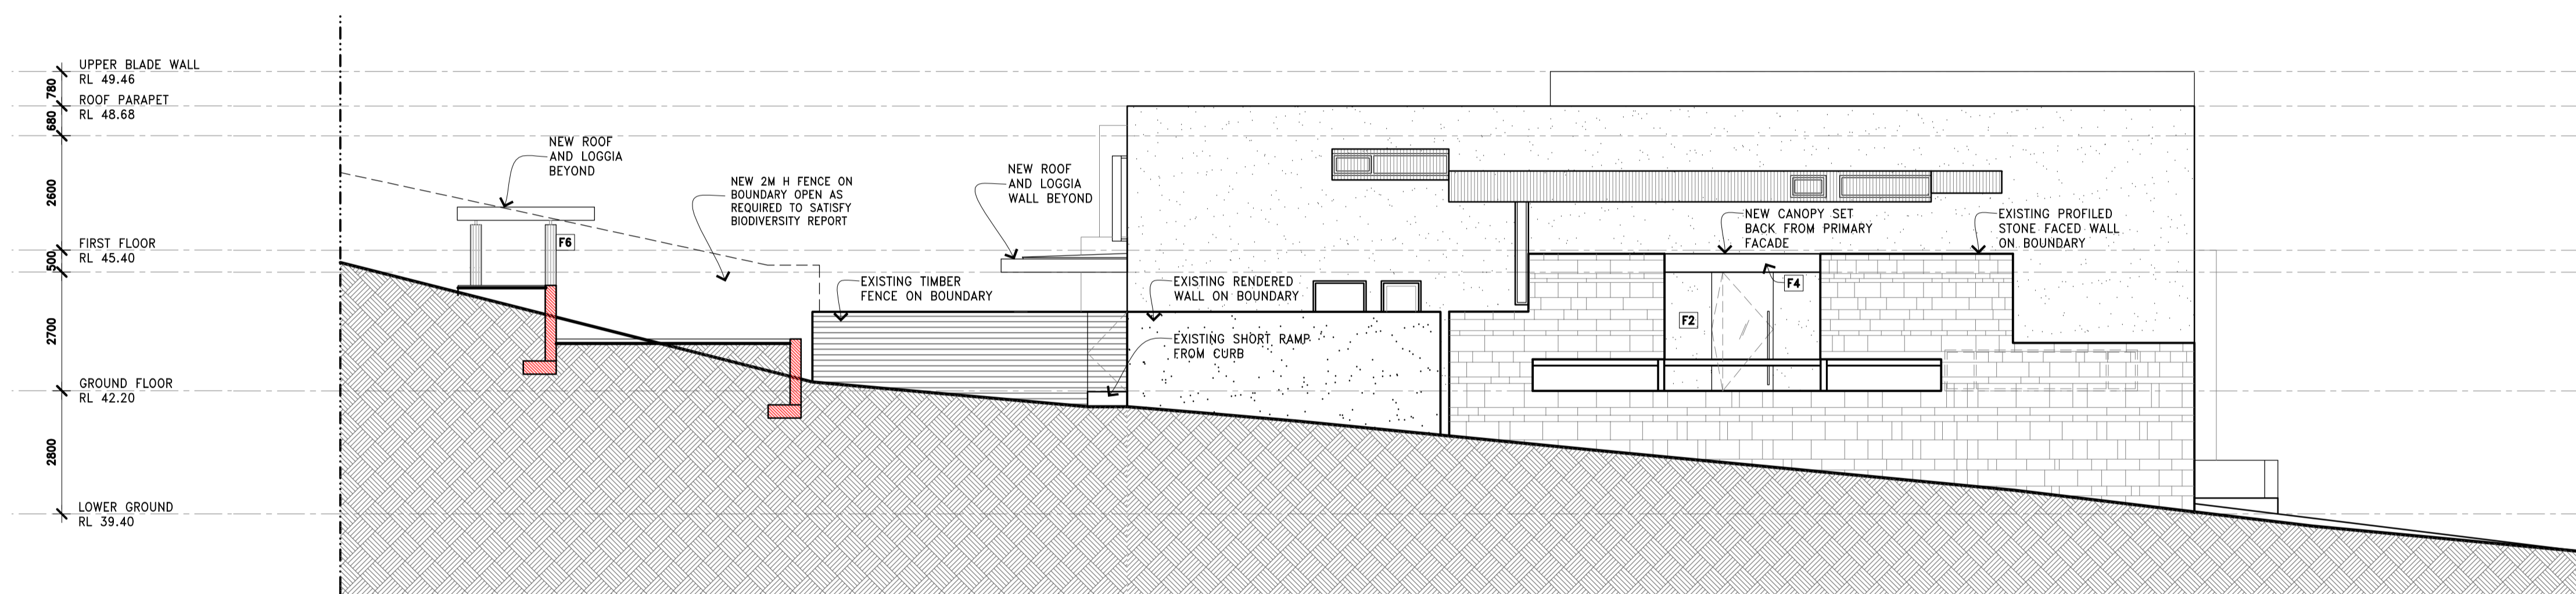 UPPER BLADE WALL
RL 49.46
780
ROOF PARAPET
RL 48.68
680
2600
FIRST FLOOR
RL 45.40
500
2700
GROUND FLOOR
RL 42.20
2800
LOWER GROUND
RL 39.40
NEW ROOF
AND LOGGIA
BEYOND
F6
NEW 2M H FENCE ON
BOUNDARY OPEN AS
REQUIRED TO SATISFY
BIODIVERSITY REPORT
NEW ROOF
AND LOGGIA
WALL BEYOND
EXISTING TIMBER
FENCE ON BOUNDARY
EXISTING RENDERED
WALL ON BOUNDARY
EXISTING SHORT RAMP
FROM CURB
NEW CANOPY SET
BACK FROM PRIMARY
FACADE
EXISTING PROFILED
STONE FACED WALL
ON BOUNDARY
F4
F2